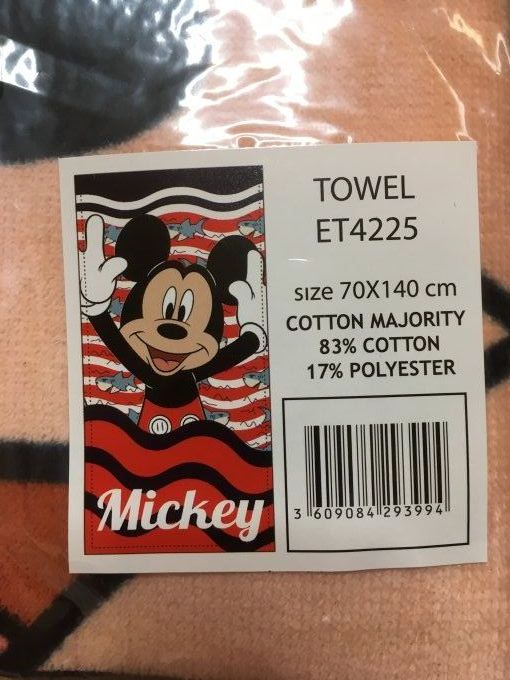 TOWEL
ET4225
size 70X140 cm
COTTON MAJORITY
83% COTTON
17% POLYESTER
Mickey
3 609084 293994